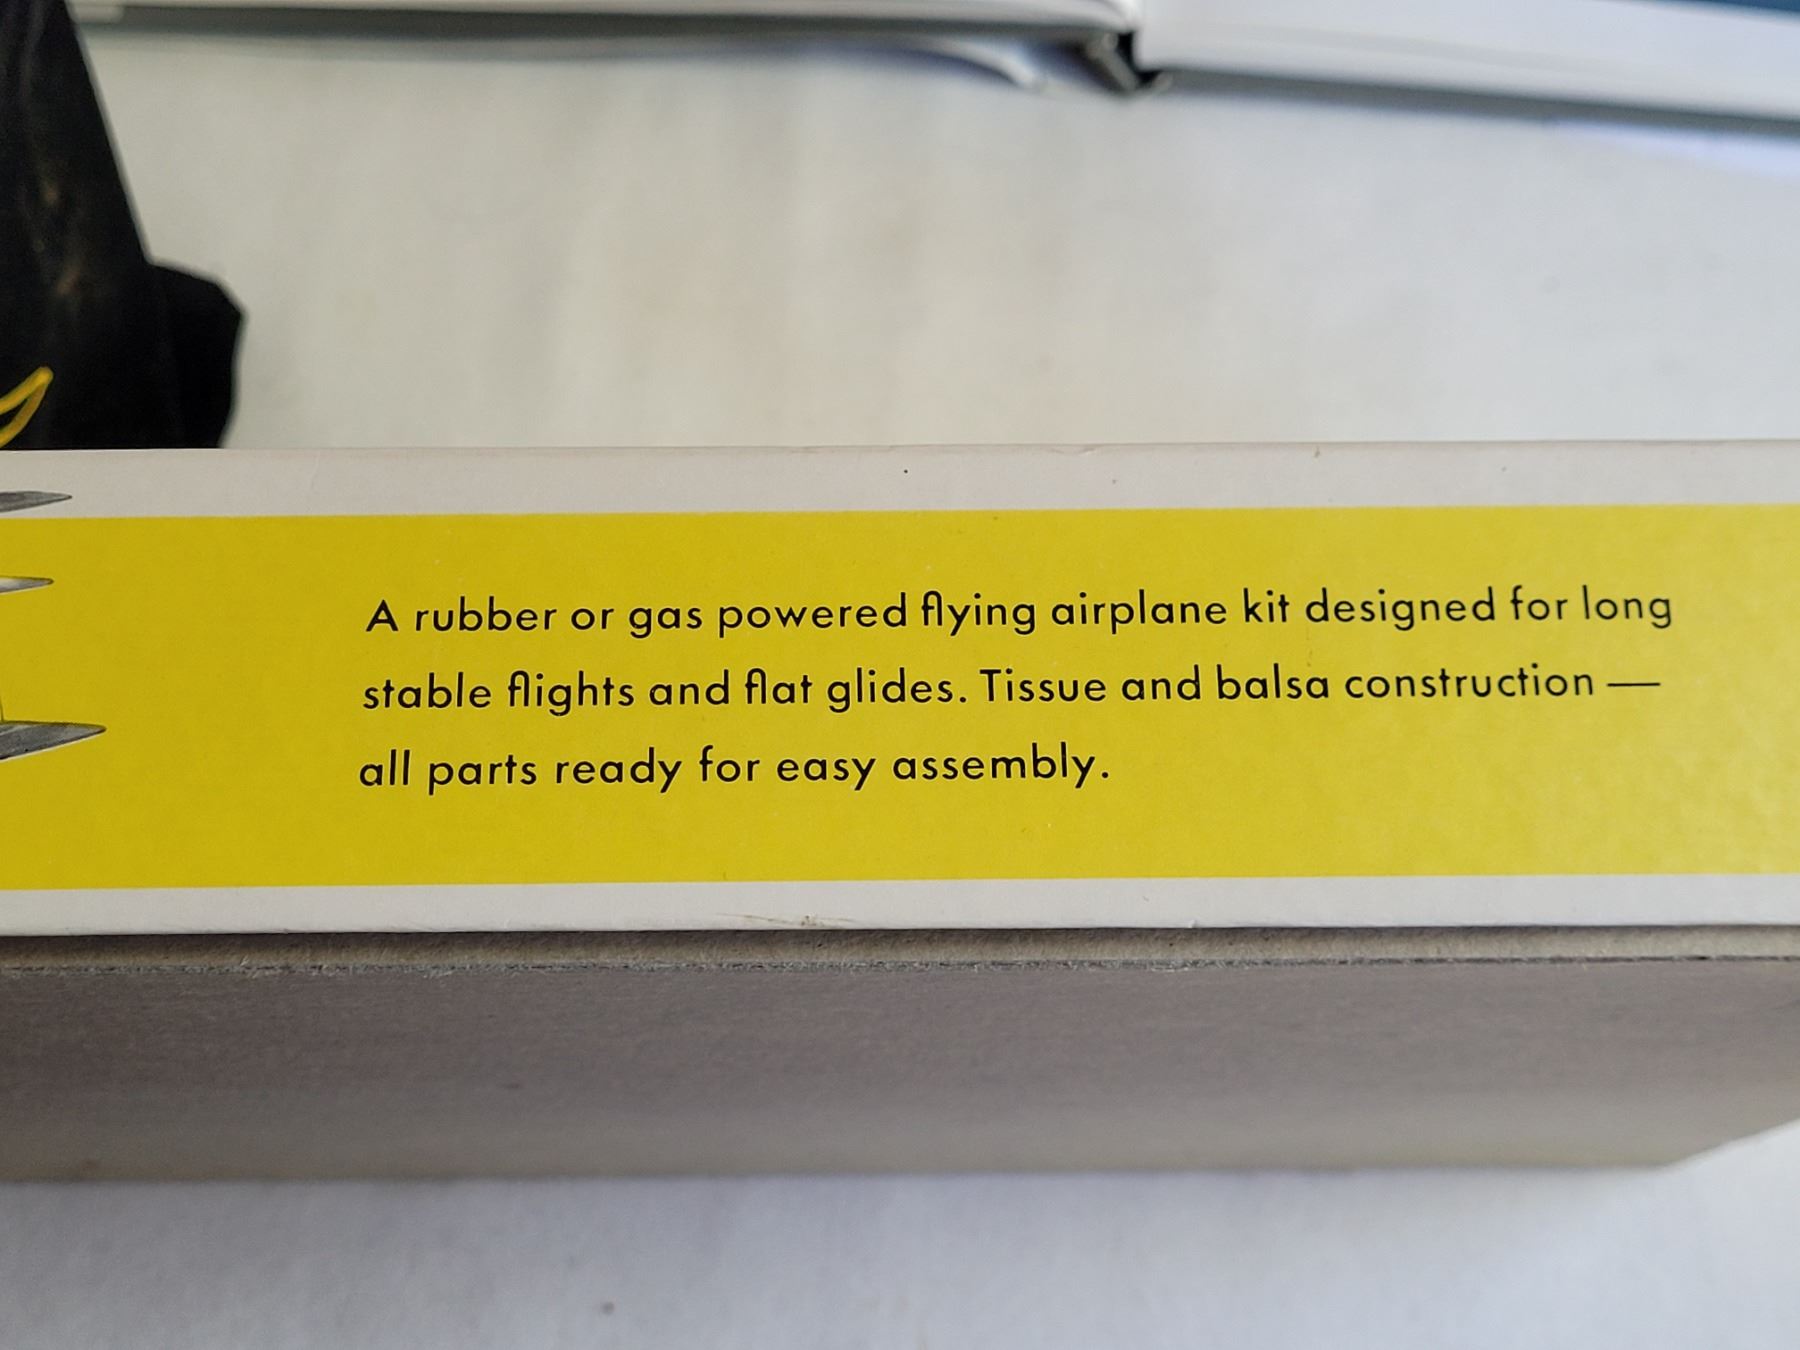 A rubber or gas powered flying airplane kit designed for long
stable flights and flat glides. Tissue and balsa construction —
all parts ready for easy assembly.